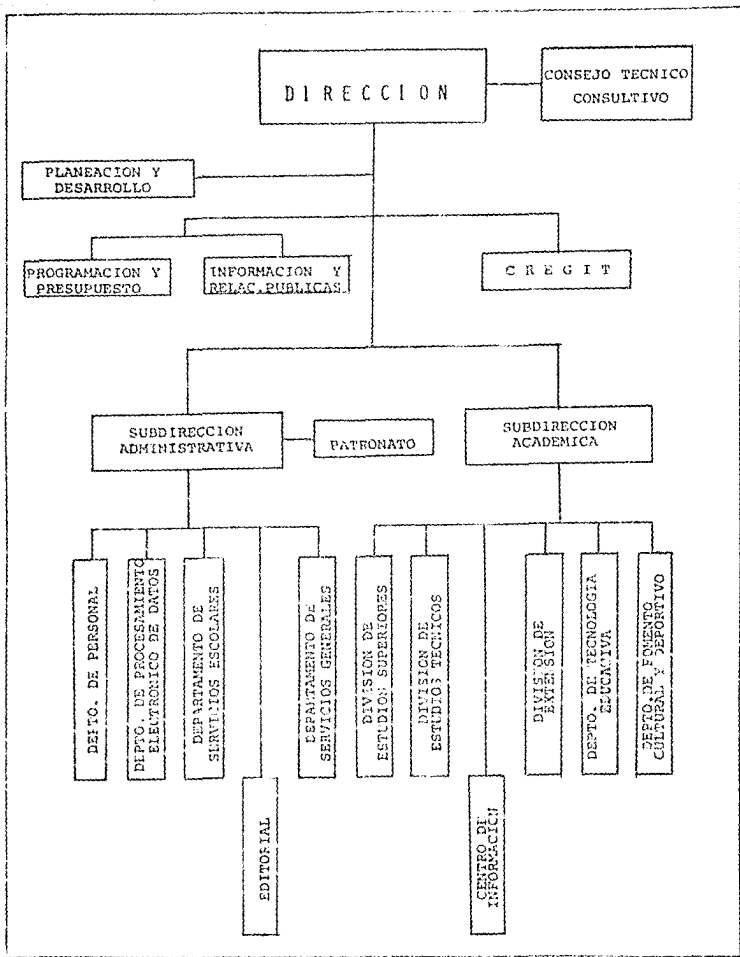 DIRECCION
CONSEJO TECNICO
CONSULTIVO
PLANEACION Y
DESARROLLO
PROGRAMACION Y
PRESUPUESTO
INFORMACION Y
RELAC. PUBLICAS
CREGIT
SUBDIRECCION
ADMINISTRATIVA
PATRONATO
SUBDIRECCION
ACADEMICA
DEPTO. DE PERSONAL
DEPTO. DE PROCESAMIENTO
ELECTRONICO DE DATOS
DEPARTAMENTO DE
SERVICIOS ESCOLARES
EDITORIAL
DEPARTAMENTO DE
SERVICIOS GENERALES
DIVISION DE
ESTUDIOS SUPERIORES
DIVISION DE
ESTUDIOS TECNICOS
CENTRO DE
INFORMACION
DIVISION DE
EXTENSION
DEPTO. DE TECNOLOGIA
EDUCATIVA
DEPTO. DE FOMENTO
CULTURAL Y DEPORTIVO